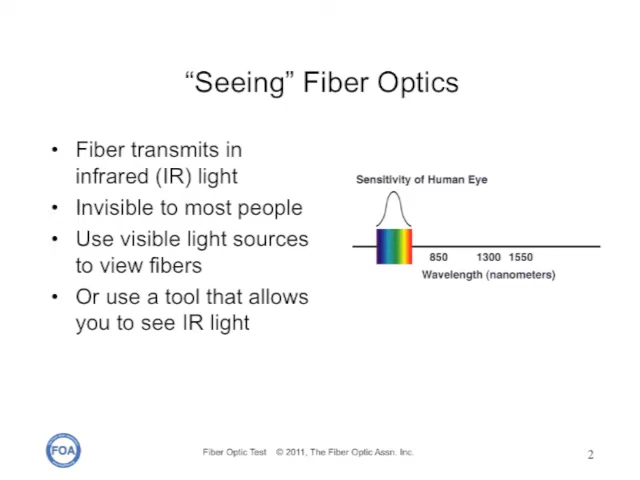 “Seeing” Fiber Optics
• Fiber transmits in
infrared (IR) light
• Invisible to most people
• Use visible light sources
to view fibers
• Or use a tool that allows
you to see IR light
Sensitivity of Human Eye
850 1300 1550
Wavelength (nanometers)
FOA
Fiber Optic Test © 2011, The Fiber Optic Assn. Inc.
2